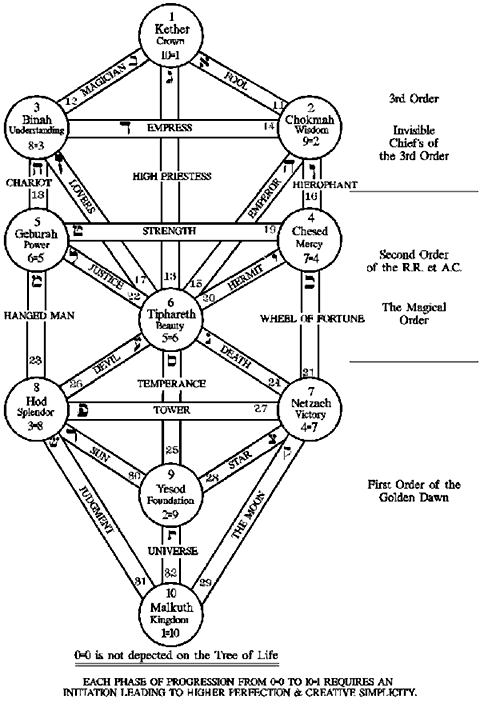 1
Kether
Crown
10=1
MAGICIAN
12
FOOL
א
11
3rd Order
3
Binah
Understanding
8=3
ד
EMPRESS
14
2
Chokmah
Wisdom
9=2
Invisible
Chief's of
the 3rd Order
HIGH PRIESTESS
CHARIOT
18
LOVERS
17
13
EMPEROR
15
HIEROPHANT
16
5
Geburah
Power
6=5
STRENGTH
19
4
Chesed
Mercy
7=4
Second Order
of the R.R. et A.C.
JUSTICE
22
HERMIT
20
6
Tiphareth
Beauty
5=6
The Magical
Order
HANGED MAN
23
WHEEL OF FORTUNE
21
DEVIL
26
TEMPERANCE
25
DEATH
24
8
Hod
Splendor
3=8
פ
TOWER
27
7
Netzach
Victory
4=7
ש
ר
SUN
30
STAR
28
צ
ק
9
Yesod
Foundation
2=9
First Order of the
Golden Dawn
JUDGMENT
31
ת
UNIVERSE
32
THE MOON
29
10
Malkuth
Kingdom
1=10
0=0 is not depected on the Tree of Life
EACH PHASE OF PROGRESSION FROM 0=0 TO 10=1 REQUIRES AN
INITIATION LEADING TO HIGHER PERFECTION & CREATIVE SIMPLICITY.